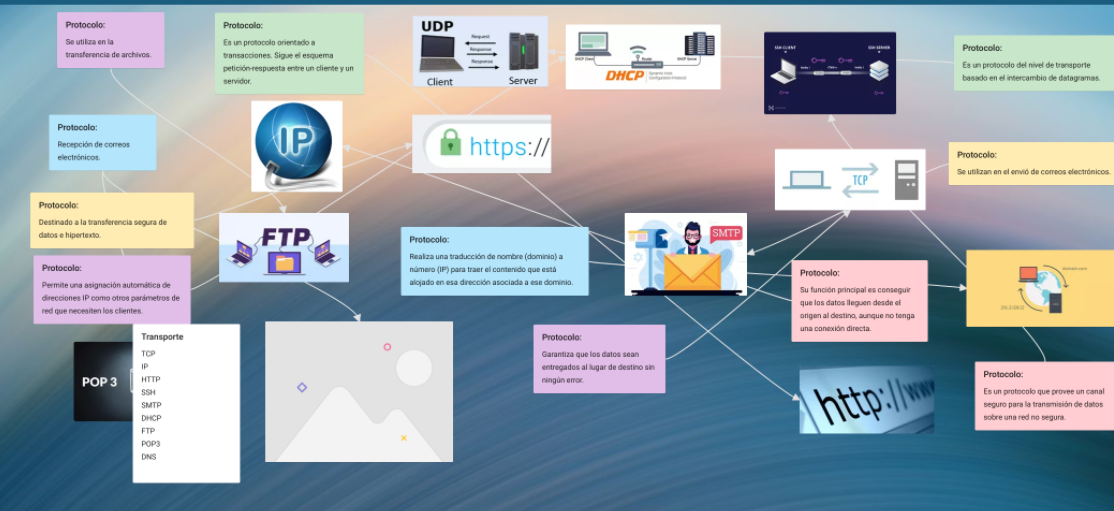 Protocolo:
Se utiliza en la
transferencia de archivos.
Protocolo:
Es un protocolo orientado a
transacciones. Sigue el esquema
petición-respuesta entre un cliente y un
servidor.
UDP
Request
Response
Response
Client
Server
DHCP Client
Router
DHCP Server
DHCP
SSH CLIENT
SSH SERVER
Protocolo:
Es un protocolo del nivel de transporte
basado en el intercambio de datagramas.
Protocolo:
Recepción de correos
electrónicos.
IP
https://
TCP
Protocolo:
Se utilizan en el envió de correos electrónicos.
Protocolo:
Destinado a la transferencia segura de
datos e hipertexto.
FTP
Protocolo:
Realiza una traducción de nombre (dominio) a
número (IP) para traer el contenido que está
alojado en esa dirección asociada a ese dominio.
SMTP
Protocolo:
Permite una asignación automática de
direcciones IP como otros parámetros de
red que necesiten los clientes.
Protocolo:
Su función principal es conseguir
que los datos lleguen desde el
origen al destino, aunque no tenga
una conexión directa.
domain.com
Protocolo:
Garantiza que los datos sean
entregados al lugar de destino sin
ningún error.
POP 3
Transporte
TCP
IP
HTTP
SSH
SMTP
DHCP
FTP
POP3
DNS
http://www
Protocolo:
Es un protocolo que provee un canal
seguro para la transmisión de datos
sobre una red no segura.